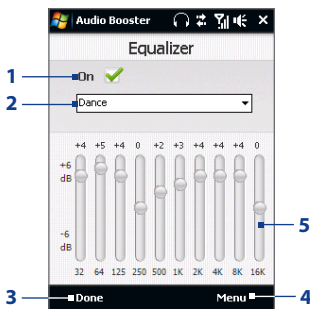 Audio Booster
Equalizer
1 On
2 Dance
+4 +5 +4 0 +2 +3 +4 +4 +4 0
+6
dB
5
-6
dB
32 64 125 250 500 1K 2K 4K 8K 16K
3 Done Menu 4